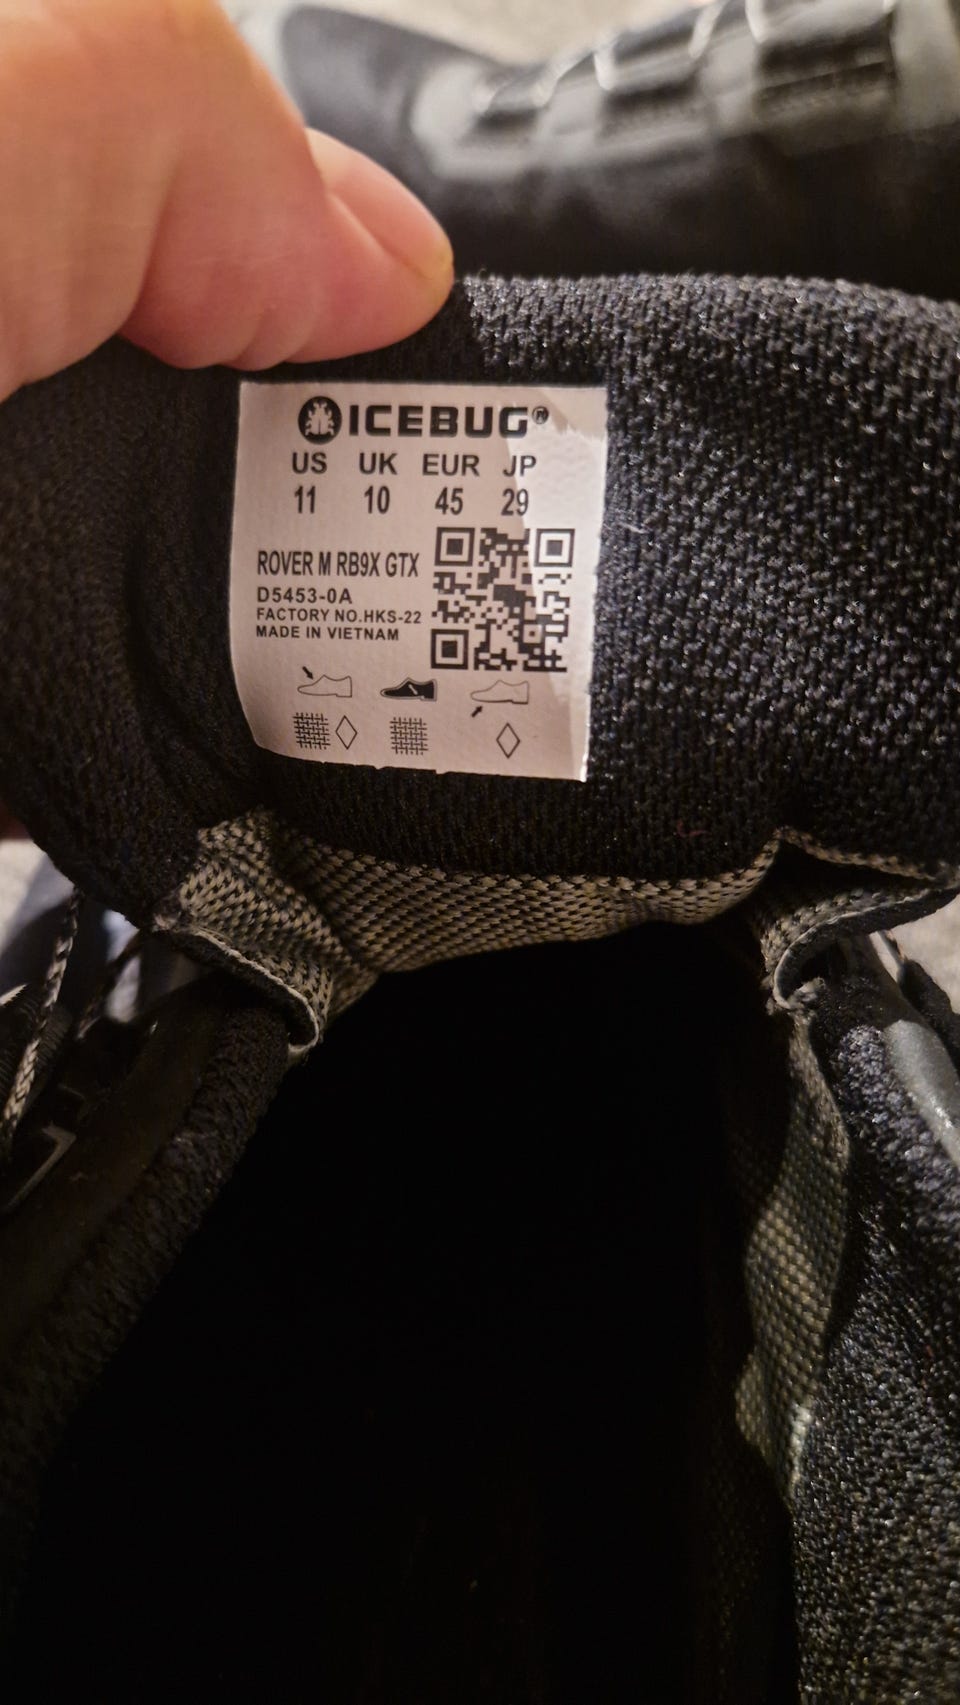 ICEBUG®
US UK EUR JP
11 10 45 29
ROVER M RB9X GTX
D5453-0A
FACTORY NO.HKS-22
MADE IN VIETNAM